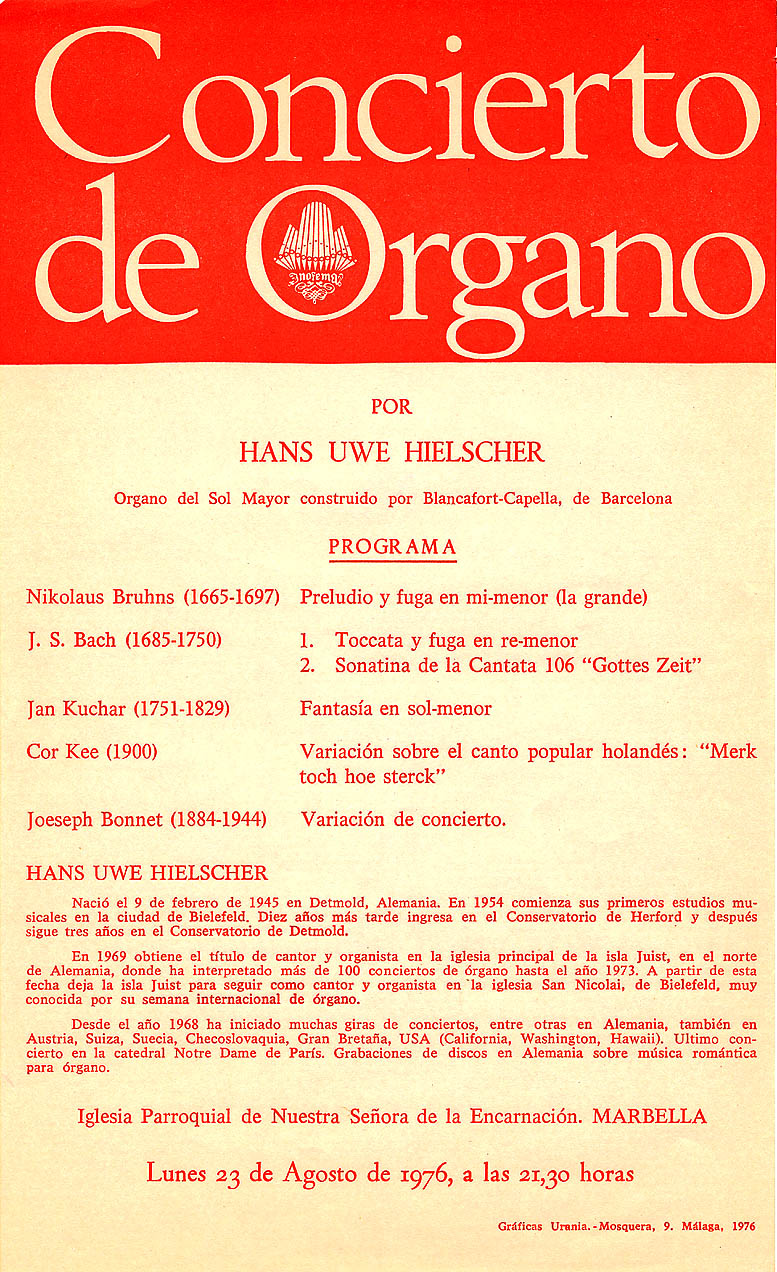 Concierto
de Organo
Anofema
POR
HANS UWE HIELSCHER
Organo del Sol Mayor construido por Blancafort-Capella, de Barcelona
PROGRAMA
Nikolaus Bruhns (1665-1697) Preludio y fuga en mi-menor (la grande)
J. S. Bach (1685-1750) 1. Toccata y fuga en re-menor
2. Sonatina de la Cantata 106 “Gottes Zeit”
Jan Kuchar (1751-1829) Fantasía en sol-menor
Cor Kee (1900) Variación sobre el canto popular holandés: “Merk
toch hoe sterck”
Joeseph Bonnet (1884-1944) Variación de concierto.
HANS UWE HIELSCHER
Nació el 9 de febrero de 1945 en Detmold, Alemania. En 1954 comienza sus primeros estudios mu-
sicales en la ciudad de Bielefeld. Diez años más tarde ingresa en el Conservatorio de Herford y después
sigue tres años en el Conservatorio de Detmold.
En 1969 obtiene el título de cantor y organista en la iglesia principal de la isla Juist, en el norte
de Alemania, donde ha interpretado más de 100 conciertos de órgano hasta el año 1973. A partir de esta
fecha deja la isla Juist para seguir como cantor y organista en la iglesia San Nicolai, de Bielefeld, muy
conocida por su semana internacional de órgano.
Desde el año 1968 ha iniciado muchas giras de conciertos, entre otras en Alemania, también en
Austria, Suiza, Suecia, Checoslovaquia, Gran Bretaña, USA (California, Washington, Hawaii). Ultimo con-
cierto en la catedral Notre Dame de París. Grabaciones de discos en Alemania sobre música romántica
para órgano.
Iglesia Parroquial de Nuestra Señora de la Encarnación. MARBELLA
Lunes 23 de Agosto de 1976, a las 21,30 horas
Gráficas Urania.-Mosquera, 9. Málaga, 1976